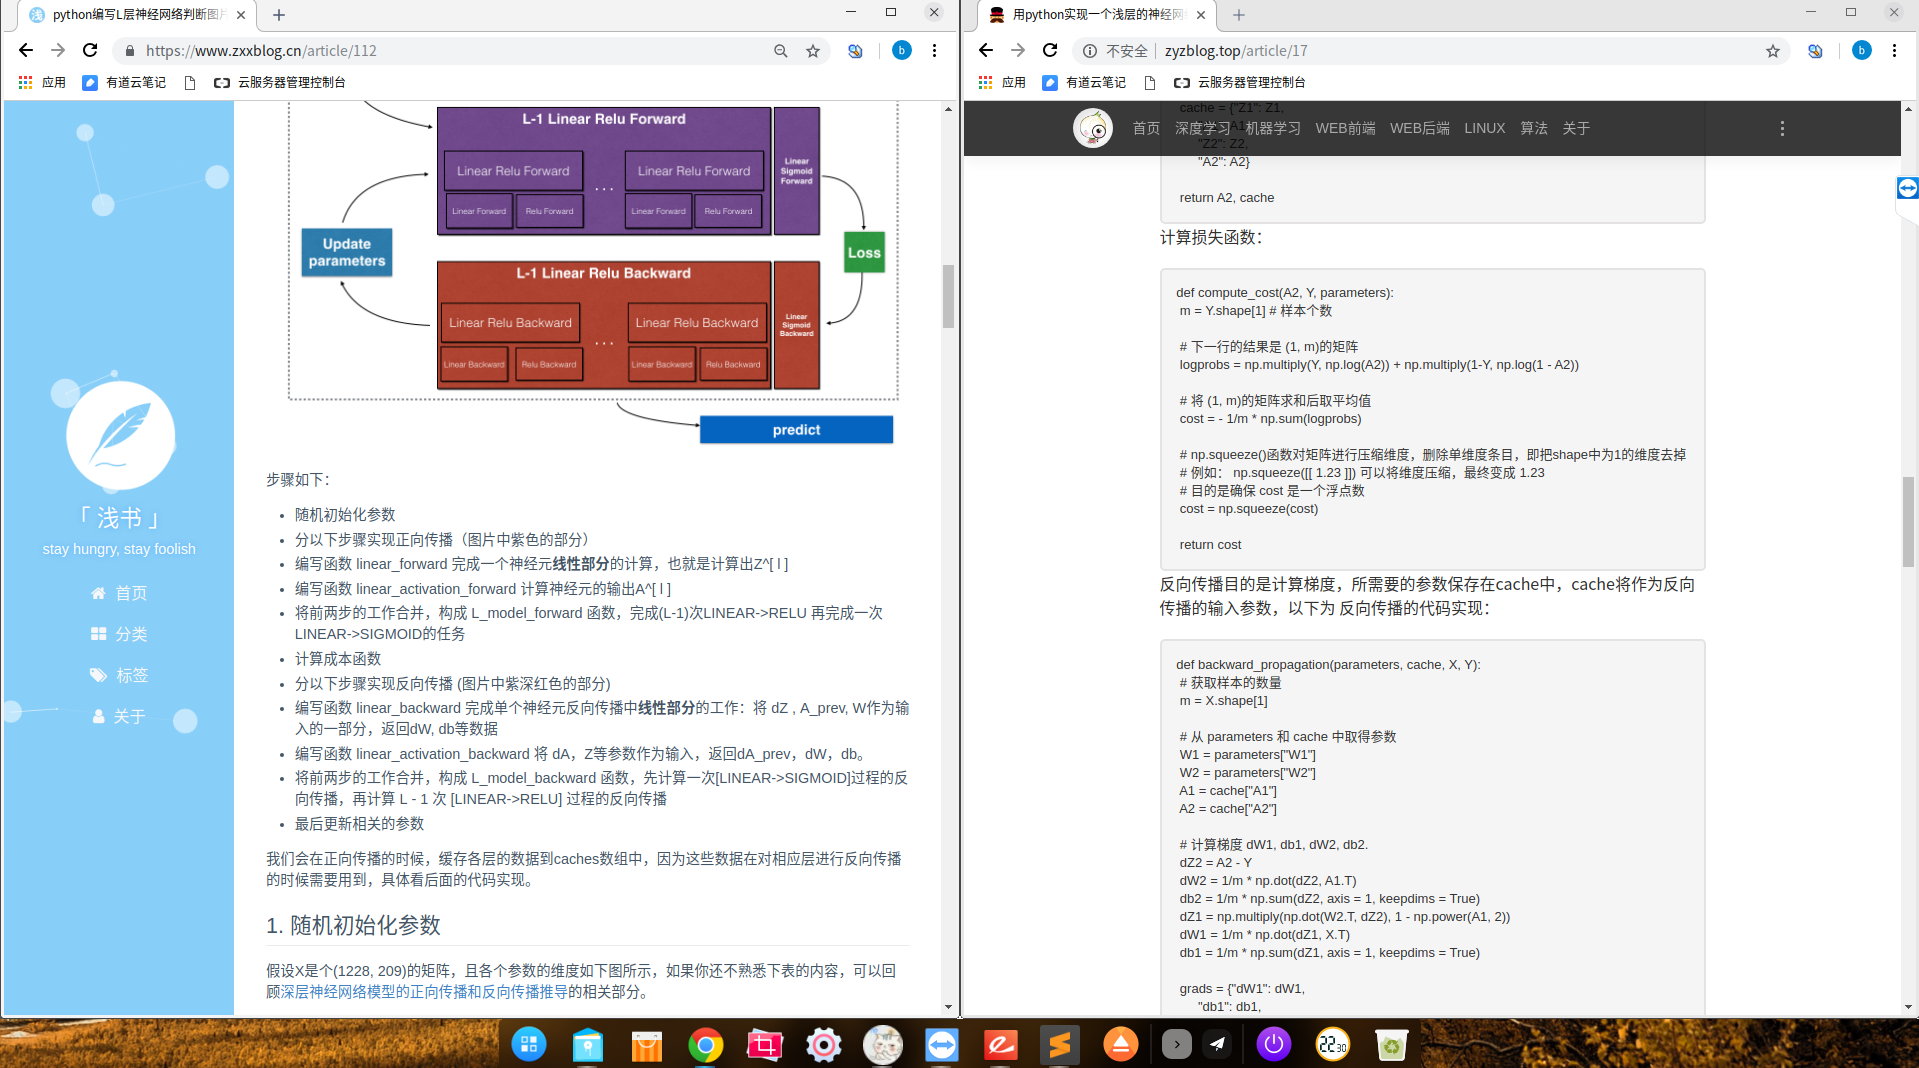 python编写L层神经网络判断图片
https://www.zxxblog.cn/article/112
b
应用
有道云笔记
云服务器管理控制台
「 浅书 」
stay hungry, stay foolish
首页
分类
标签
关于
L-1 Linear Relu Forward
Linear Relu Forward
...
Linear Relu Forward
Linear Forward
Relu Forward
Linear Forward
Relu Forward
Linear
Sigmoid
Forward
Update
parameters
Loss
L-1 Linear Relu Backward
Linear Relu Backward
...
Linear Relu Backward
Linear Backward
Relu Backward
Linear Backward
Relu Backward
Linear
Sigmoid
Backward
predict
步骤如下：
随机初始化参数
分以下步骤实现正向传播（图片中紫色的部分）
编写函数 linear_forward 完成一个神经元线性部分的计算，也就是计算出Z^[ l ]
编写函数 linear_activation_forward 计算神经元的输出A^[ l ]
将前两步的工作合并，构成 L_model_forward 函数，完成(L-1)次LINEAR->RELU 再完成一次
LINEAR->SIGMOID的任务
计算成本函数
分以下步骤实现反向传播 (图片中紫深红色的部分)
编写函数 linear_backward 完成单个神经元反向传播中线性部分的工作：将 dZ , A_prev, W作为输
入的一部分，返回dW, db等数据
编写函数 linear_activation_backward 将 dA，Z等参数作为输入，返回dA_prev，dW，db。
将前两步的工作合并，构成 L_model_backward 函数，先计算一次[LINEAR->SIGMOID]过程的反
向传播，再计算 L - 1 次 [LINEAR->RELU] 过程的反向传播
最后更新相关的参数
我们会在正向传播的时候，缓存各层的数据到caches数组中，因为这些数据在对相应层进行反向传播
的时候需要用到，具体看后面的代码实现。
1. 随机初始化参数
假设X是个(1228, 209)的矩阵，且各个参数的维度如下图所示，如果你还不熟悉下表的内容，可以回
顾深层神经网络模型的正向传播和反向传播推导的相关部分。
用python实现一个浅层的神经网
不安全 zyzblog.top/article/17
b
应用
有道云笔记
云服务器管理控制台
首页 深度学习 机器学习 WEB前端 WEB后端 LINUX 算法 关于
cache = {"Z1": Z1,
"Z2": Z2,
"A2": A2}
return A2, cache
计算损失函数：
def compute_cost(A2, Y, parameters):
m = Y.shape[1] # 样本个数
# 下一行的结果是 (1, m)的矩阵
logprobs = np.multiply(Y, np.log(A2)) + np.multiply(1-Y, np.log(1 - A2))
# 将 (1, m)的矩阵求和后取平均值
cost = - 1/m * np.sum(logprobs)
# np.squeeze()函数对矩阵进行压缩维度，删除单维度条目，即把shape中为1的维度去掉
# 例如： np.squeeze([[ 1.23 ]]) 可以将维度压缩，最终变成 1.23
# 目的是确保 cost 是一个浮点数
cost = np.squeeze(cost)
return cost
反向传播目的是计算梯度，所需要的参数保存在cache中，cache将作为反向
传播的输入参数，以下为 反向传播的代码实现：
def backward_propagation(parameters, cache, X, Y):
# 获取样本的数量
m = X.shape[1]
# 从 parameters 和 cache 中取得参数
W1 = parameters["W1"]
W2 = parameters["W2"]
A1 = cache["A1"]
A2 = cache["A2"]
# 计算梯度 dW1, db1, dW2, db2.
dZ2 = A2 - Y
dW2 = 1/m * np.dot(dZ2, A1.T)
db2 = 1/m * np.sum(dZ2, axis = 1, keepdims = True)
dZ1 = np.multiply(np.dot(W2.T, dZ2), 1 - np.power(A1, 2))
dW1 = 1/m * np.dot(dZ1, X.T)
db1 = 1/m * np.sum(dZ1, axis = 1, keepdims = True)
grads = {"dW1": dW1,
"db1": db1,
22 30